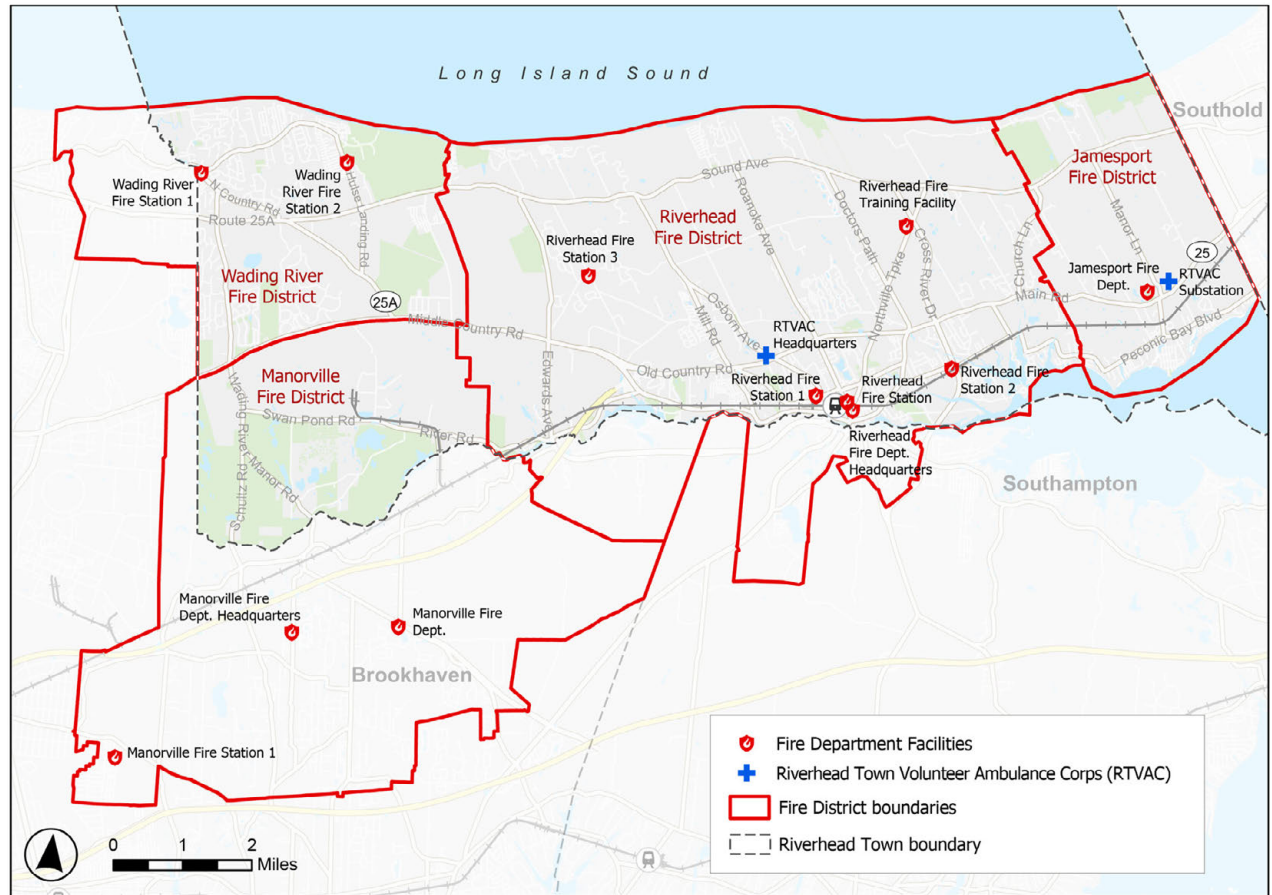 Long Island Sound
Southold
Jamesport
Fire District
Wading River
Fire Station 1
Wading
River Fire
Station 2
N Country Rd
Route 25A
Hulse Landing Rd
Sound Ave
Roanoke Ave
Doctors Path
Riverhead Fire
Training Facility
Cross River Dr
Northville Tpke
Church Ln
Manor Ln
Riverhead
Fire District
Riverhead Fire
Station 3
Wading River
Fire District
25A
25
Jamesport Fire
Dept.
RTVAC
Substation
Main Rd
Peconic Bay Blvd
Middle Country Rd
Osborn Ave
Mill Rd
RTVAC
Headquarters
Old Country Rd
Edwards Ave
Riverhead Fire
Station 1
Riverhead
Fire Station
Riverhead Fire
Station 2
Riverhead
Fire Dept.
Headquarters
Manorville
Fire District
Swan Pond Rd
River Rd
Wading River Manor Rd
Schultz Rd
Southampton
Manorville Fire
Dept. Headquarters
Manorville Fire
Dept.
Brookhaven
Manorville Fire Station 1
Fire Department Facilities
Riverhead Town Volunteer Ambulance Corps (RTVAC)
Fire District boundaries
Riverhead Town boundary
0 1 2
Miles